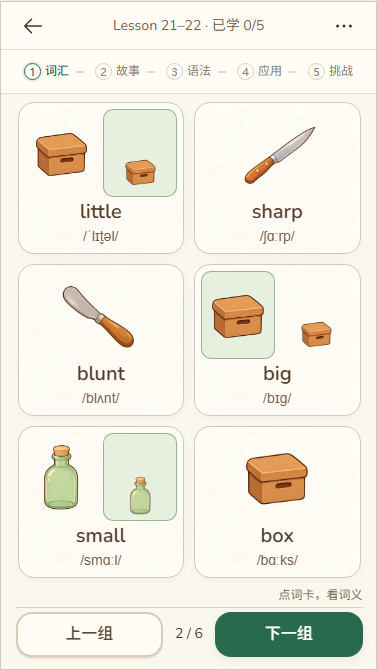 Lesson 21–22 · 已学 0/5
1 词汇 – 2 故事 – 3 语法 – 4 应用 – 5 挑战
little sharp
/ˈlɪt̬əl/ /ʃɑːrp/
blunt big
/blʌnt/ /bɪɡ/
small box
/smɑːl/ /bɑːks/
点词卡，看词义
上一组 2 / 6 下一组